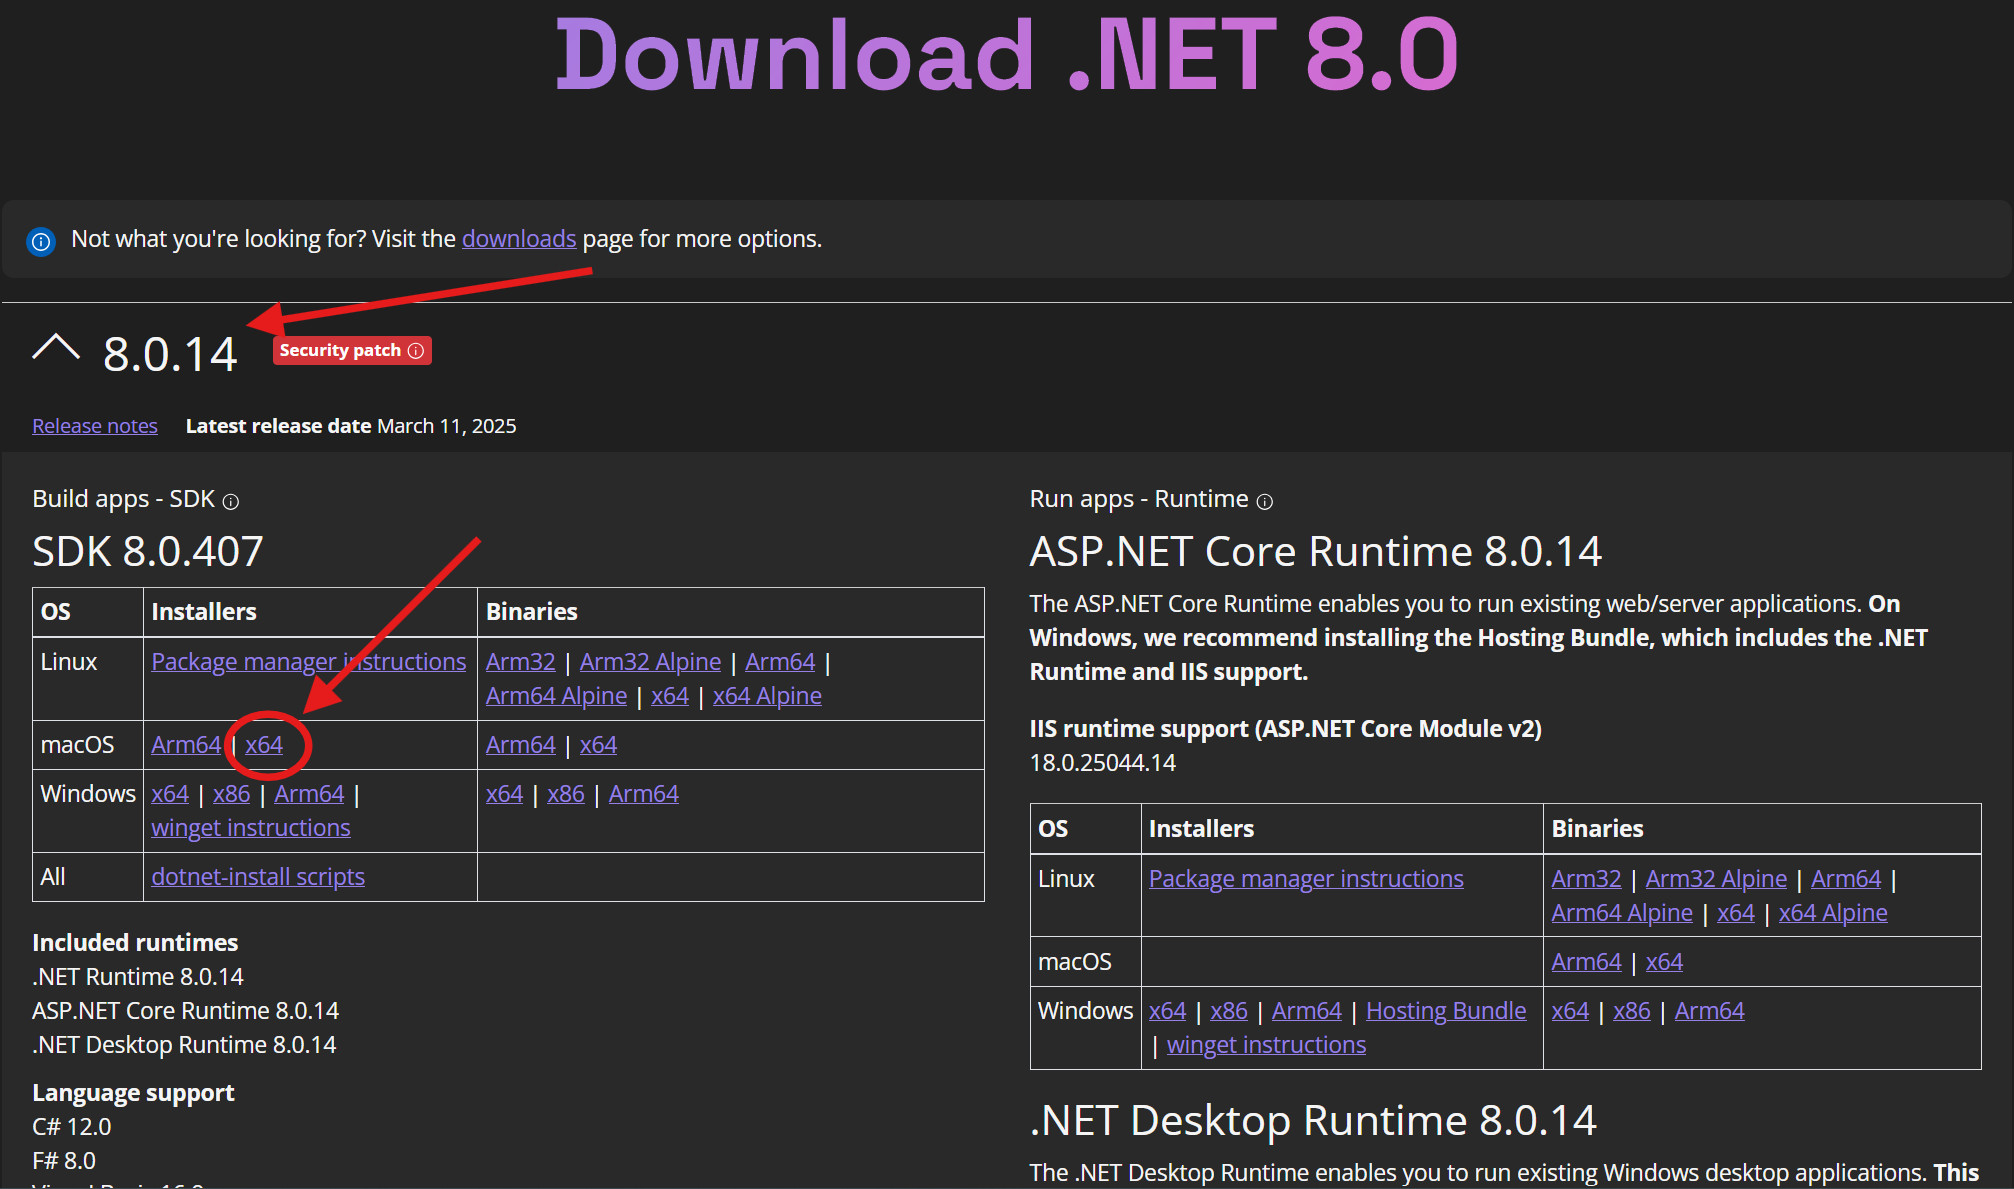 Download .NET 8.0
Not what you're looking for? Visit the downloads page for more options.
8.0.14
Security patch
Release notes Latest release date March 11, 2025
Build apps - SDK
SDK 8.0.407
OS Installers Binaries
Linux Package manager instructions Arm32 | Arm32 Alpine | Arm64 |
Arm64 Alpine | x64 | x64 Alpine
macOS Arm64 | x64 Arm64 | x64
Windows x64 | x86 | Arm64 | x64 | x86 | Arm64
winget instructions
All dotnet-install scripts
Included runtimes
.NET Runtime 8.0.14
ASP.NET Core Runtime 8.0.14
.NET Desktop Runtime 8.0.14
Language support
C# 12.0
F# 8.0
Run apps - Runtime
ASP.NET Core Runtime 8.0.14
The ASP.NET Core Runtime enables you to run existing web/server applications. On
Windows, we recommend installing the Hosting Bundle, which includes the .NET
Runtime and IIS support.
IIS runtime support (ASP.NET Core Module v2)
18.0.25044.14
OS Installers Binaries
Linux Package manager instructions Arm32 | Arm32 Alpine | Arm64 |
Arm64 Alpine | x64 | x64 Alpine
macOS Arm64 | x64
Windows x64 | x86 | Arm64 | Hosting Bundle x64 | x86 | Arm64
| winget instructions
.NET Desktop Runtime 8.0.14
The .NET Desktop Runtime enables you to run existing Windows desktop applications. This